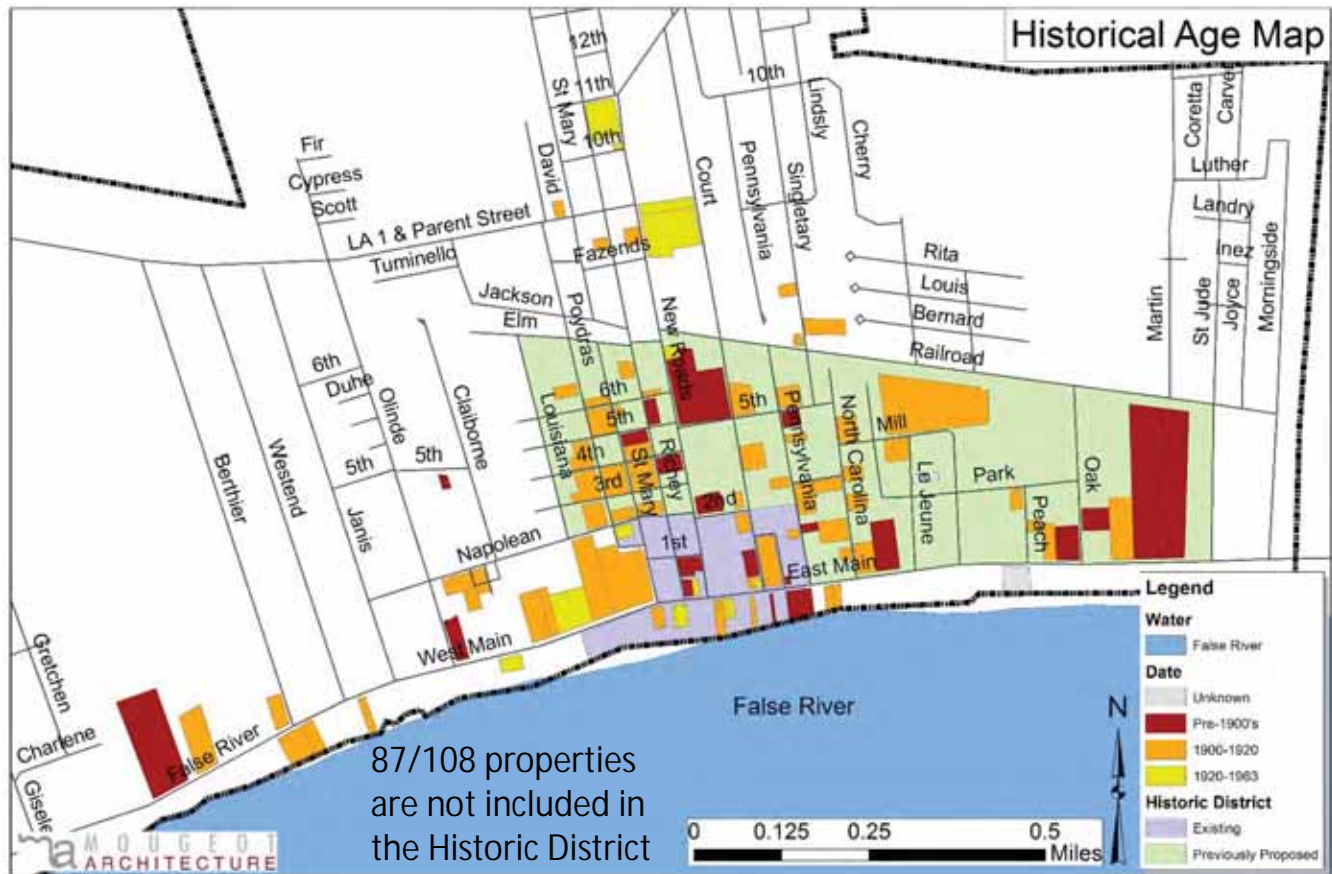 Historical Age Map
12th
11th
10th
St Mary
10th
Lindsly
Cherry
Coretta
Carver
Luther
Fir
Cypress
Scott
David
Court
Pennsylvania
Singletary
Landry
Inez
LA 1 & Parent Street
Tuminello
Fazends
Rita
Louis
Bernard
Railroad
Martin
St Jude
Joyce
Morningside
Jackson
Elm
Poydras
New Roads
6th
Duhe
Olinde
Claiborne
Louisiana
6th
5th
4th
3rd
St Mary
Richey
2nd
1st
5th
Pennsylvania
North Carolina
Mill
Le Jeune
Park
Peach
Oak
Berthier
Westend
5th
5th
Janis
Napolean
East Main
West Main
Gretchen
Charlene
Gisele
False River
False River
87/108 properties
are not included in
the Historic District
MOUGEOT
ARCHITECTURE
0 0.125 0.25 0.5
Miles
N
Legend
Water
False River
Date
Unknown
Pre-1900's
1900-1920
1920-1963
Historic District
Existing
Previously Proposed